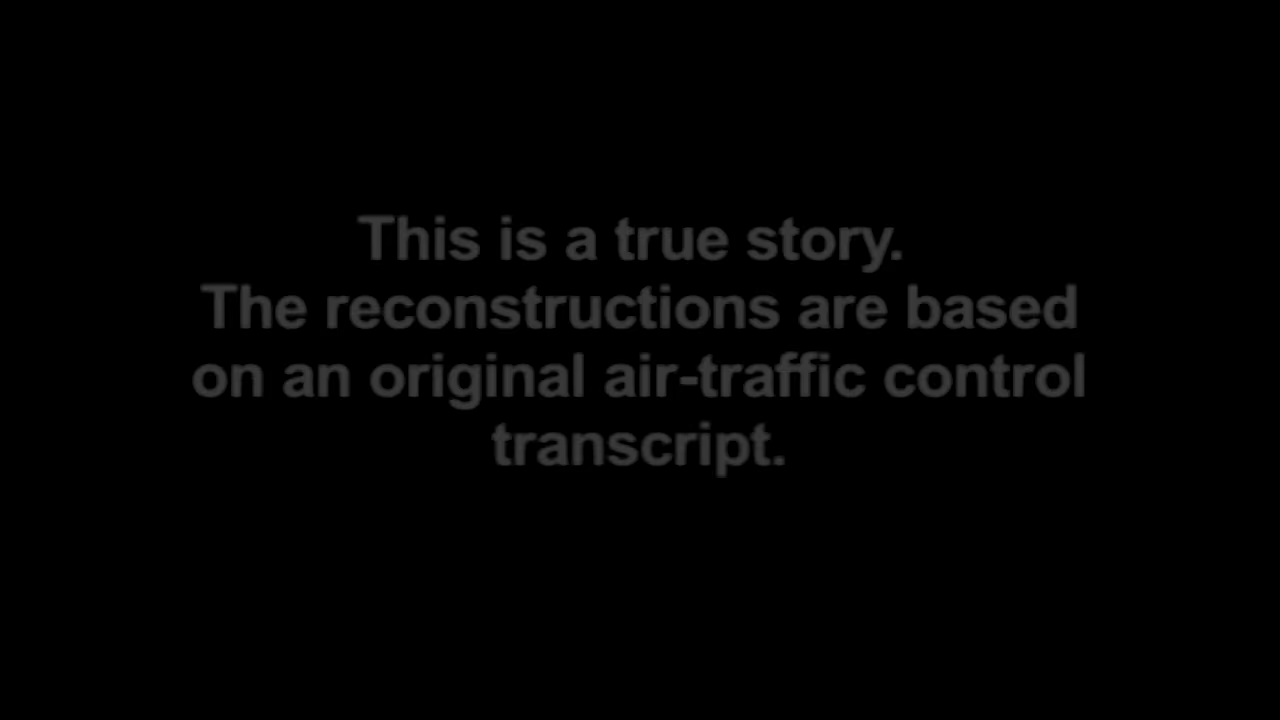 This is a true story.
The reconstructions are based
on an original air-traffic control
transcript.